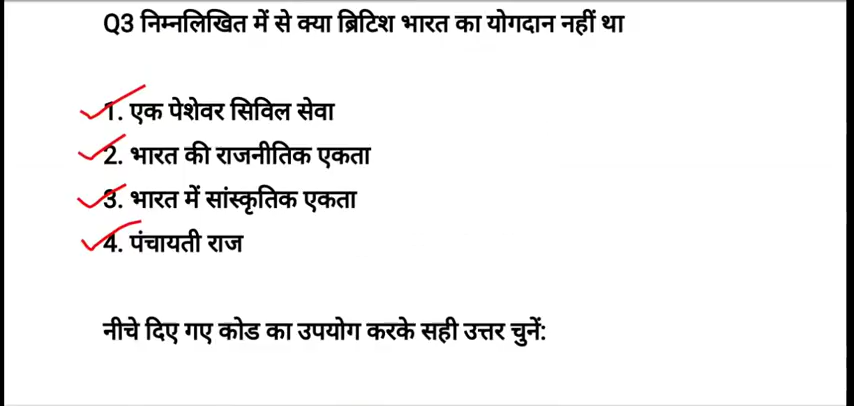 Q3 निम्नलिखित में से क्या ब्रिटिश भारत का योगदान नहीं था
1. एक पेशेवर सिविल सेवा
2. भारत की राजनीतिक एकता
3. भारत में सांस्कृतिक एकता
4. पंचायती राज
नीचे दिए गए कोड का उपयोग करके सही उत्तर चुनें: